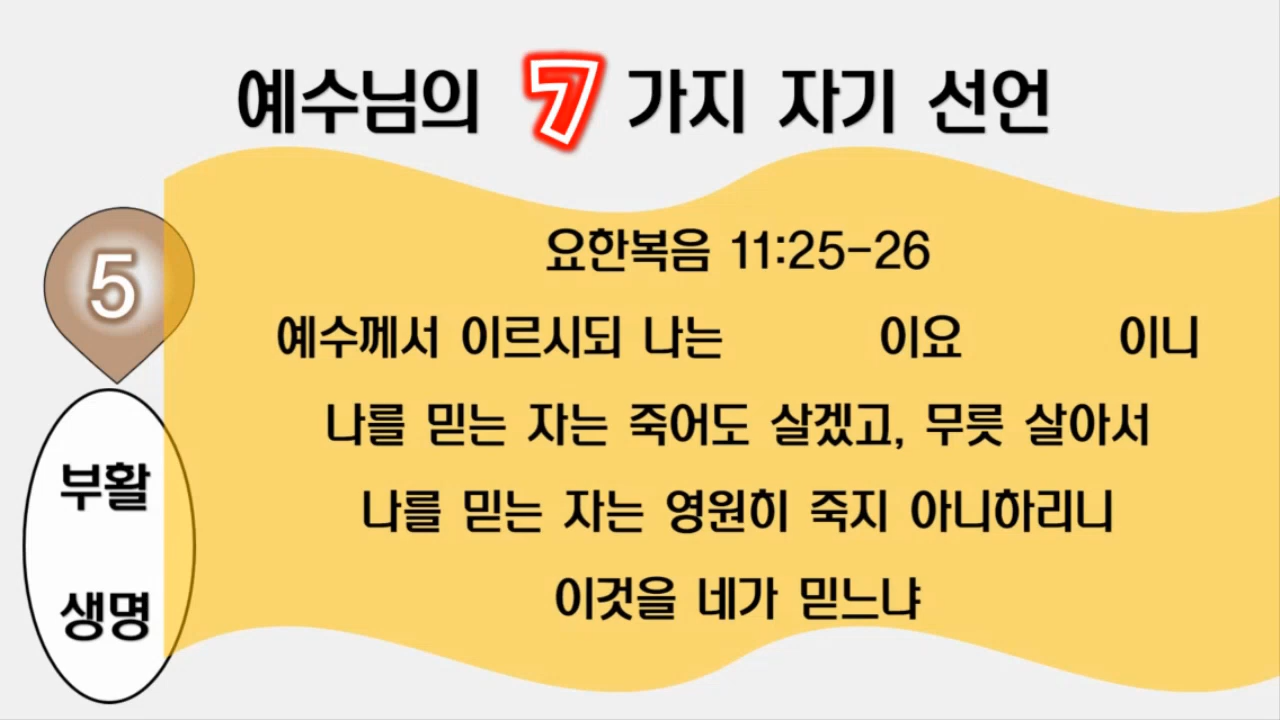 예수님의 7 가지 자기 선언
5
부활
생명
요한복음 11:25-26
예수께서 이르시되 나는 이요 이니
나를 믿는 자는 죽어도 살겠고, 무릇 살아서
나를 믿는 자는 영원히 죽지 아니하리니
이것을 네가 믿느냐